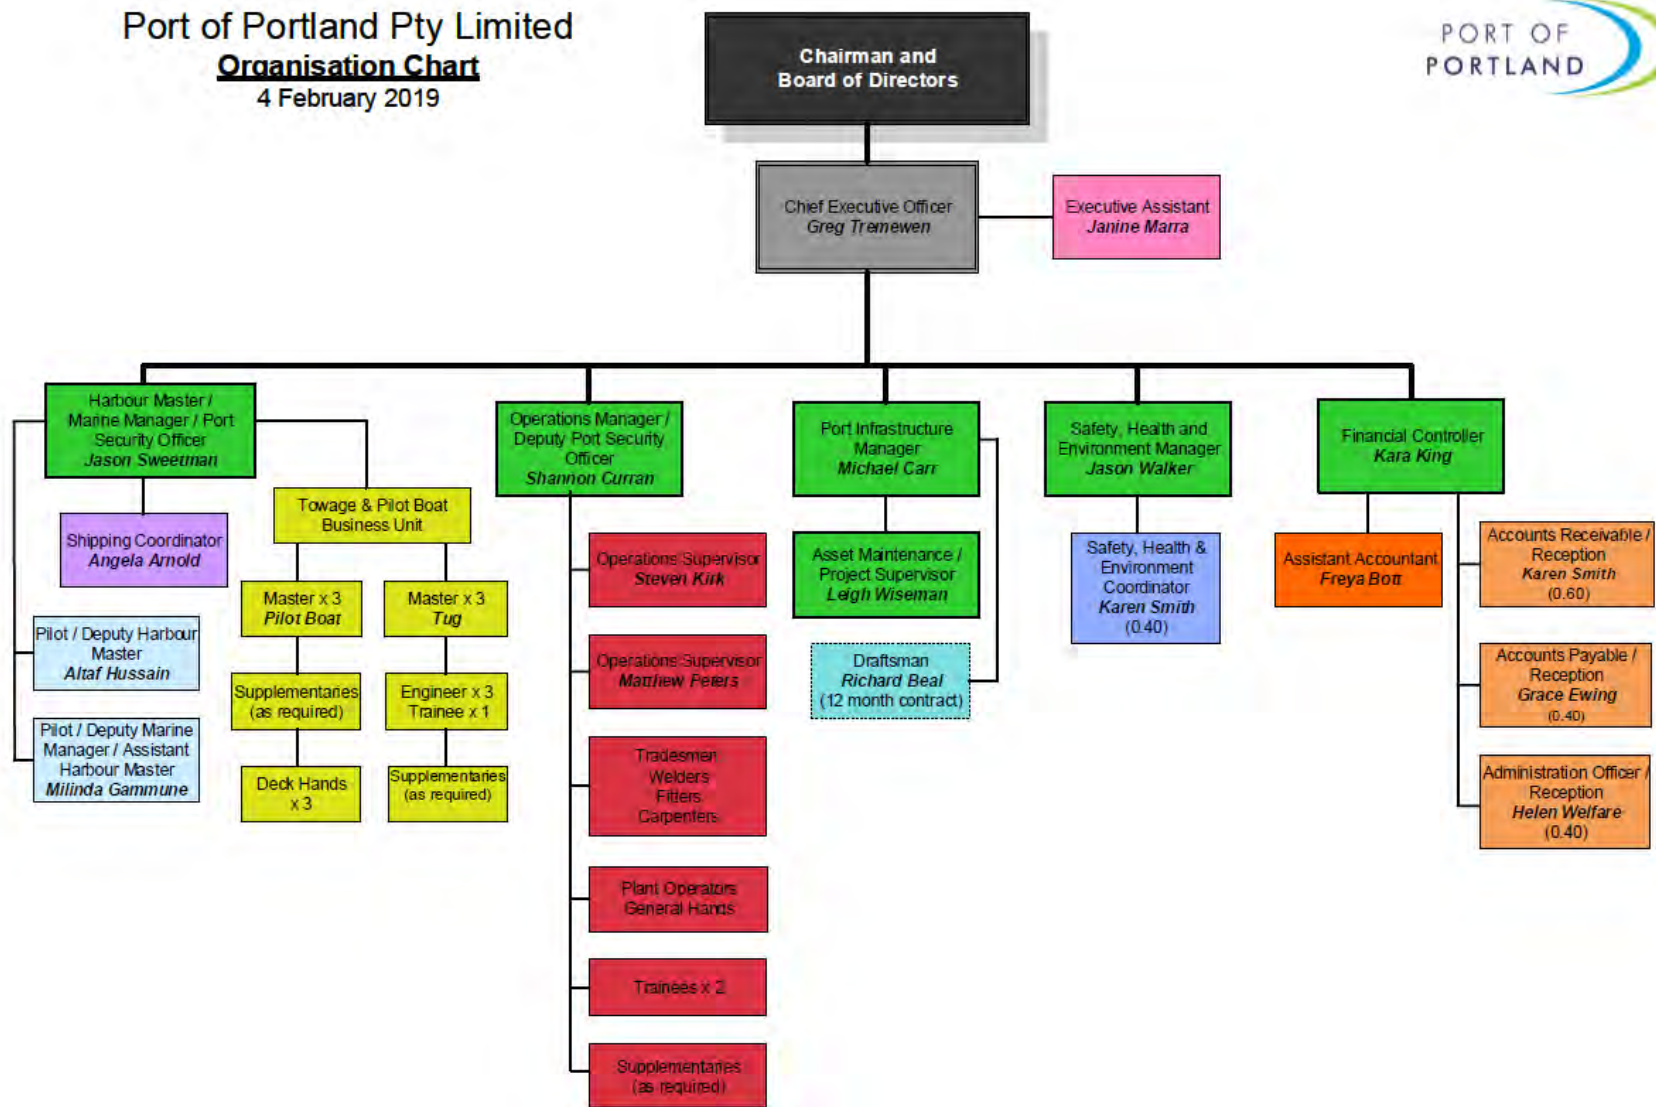 Port of Portland Pty Limited
Organisation Chart
4 February 2019
PORT OF
PORTLAND
Chairman and
Board of Directors
Chief Executive Officer
Greg Tremewen
Executive Assistant
Janine Marra
Harbour Master /
Marine Manager / Port
Security Officer
Jason Sweetman
Shipping Coordinator
Angela Arnold
Pilot / Deputy Harbour
Master
Altaf Hussain
Pilot / Deputy Marine
Manager / Assistant
Harbour Master
Milinda Gammune
Towage & Pilot Boat
Business Unit
Master x 3
Pilot Boat
Supplementaries
(as required)
Deck Hands
x 3
Master x 3
Tug
Engineer x 3
Trainee x 1
Supplementaries
(as required)
Operations Manager /
Deputy Port Security
Officer
Shannon Curran
Operations Supervisor
Steven Kirk
Operations Supervisor
Matthew Peters
Tradesmen
Welders
Fitters
Carpenters
Plant Operators
General Hands
Trainees x 2
Supplementaries
(as required)
Port Infrastructure
Manager
Michael Carr
Asset Maintenance /
Project Supervisor
Leigh Wiseman
Draftsman
Richard Beal
(12 month contract)
Safety, Health and
Environment Manager
Jason Walker
Safety, Health &
Environment
Coordinator
Karen Smith
(0.40)
Financial Controller
Kara King
Assistant Accountant
Freya Bott
Accounts Receivable /
Reception
Karen Smith
(0.60)
Accounts Payable /
Reception
Grace Ewing
(0.40)
Administration Officer /
Reception
Helen Welfare
(0.40)